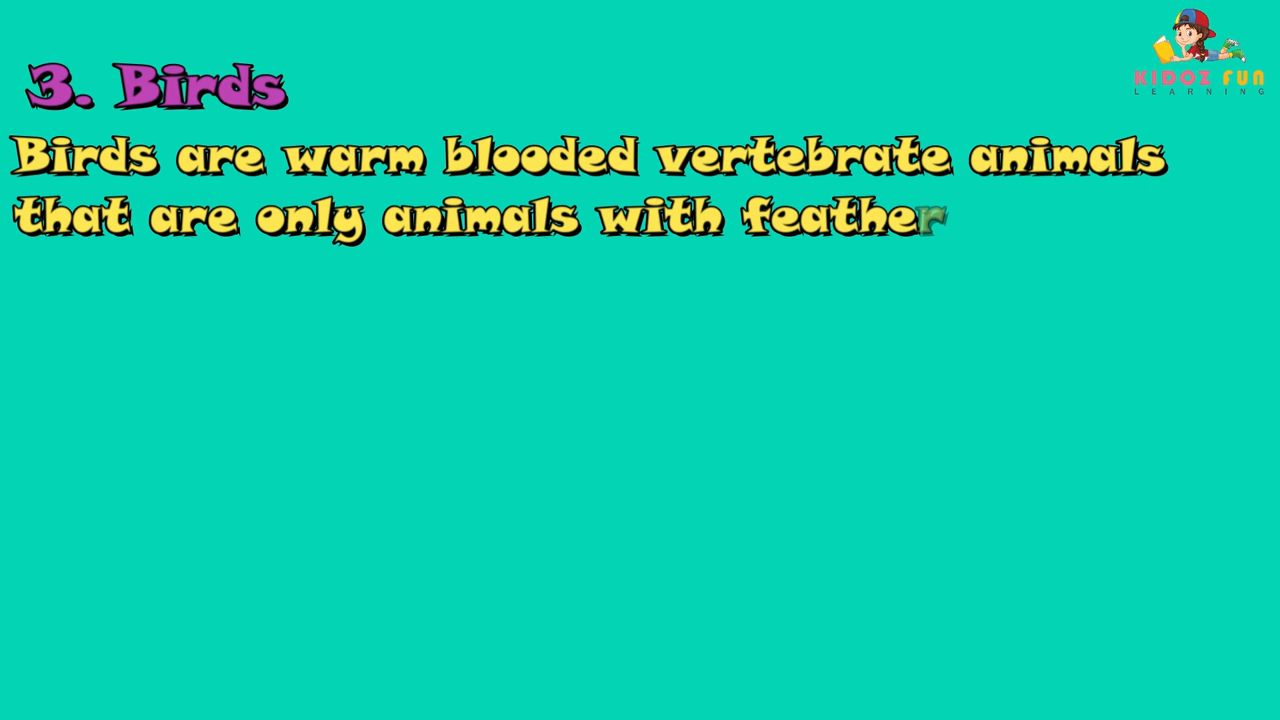 KIDOZ FUN
LEARNING
3. Birds
Birds are warm blooded vertebrate animals
that are only animals with feather